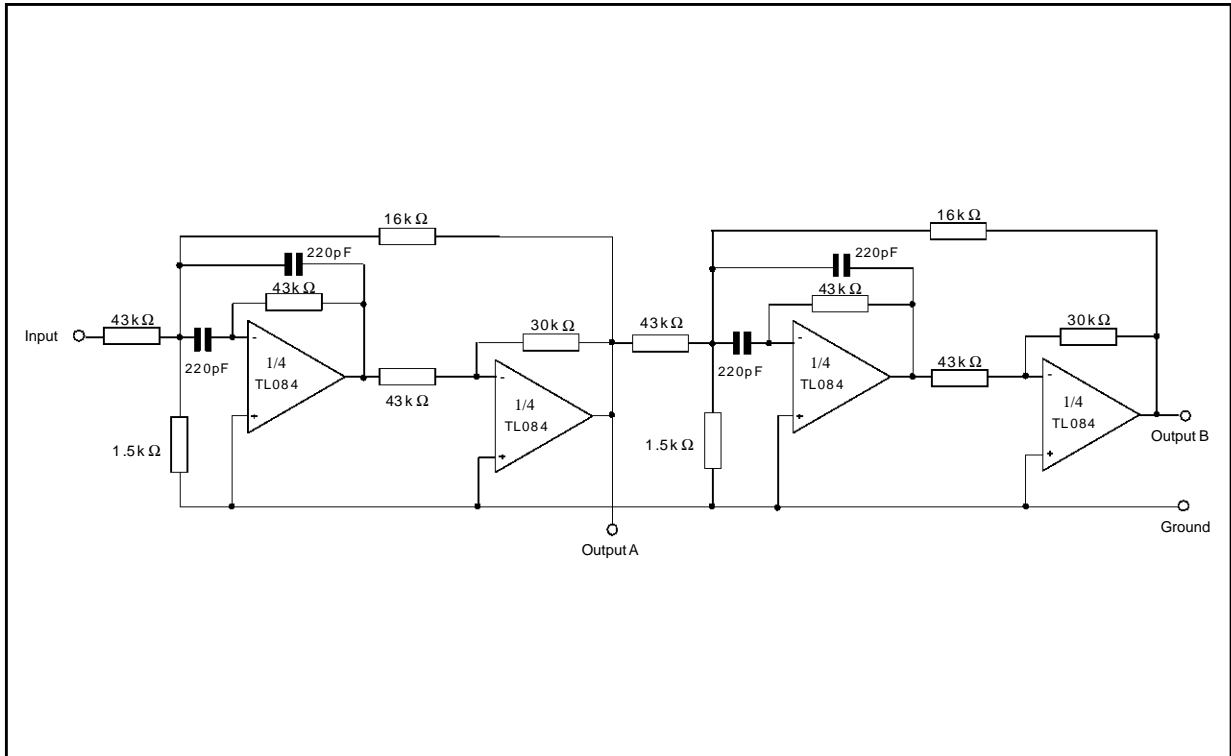 16kΩ
220pF
43kΩ
Input
43kΩ
220pF
-
1/4
TL084
+
43kΩ
30kΩ
-
1/4
TL084
+
1.5kΩ
Output A
43kΩ
16kΩ
220pF
43kΩ
220pF
-
1/4
TL084
+
43kΩ
30kΩ
-
1/4
TL084
+
1.5kΩ
Output B
Ground